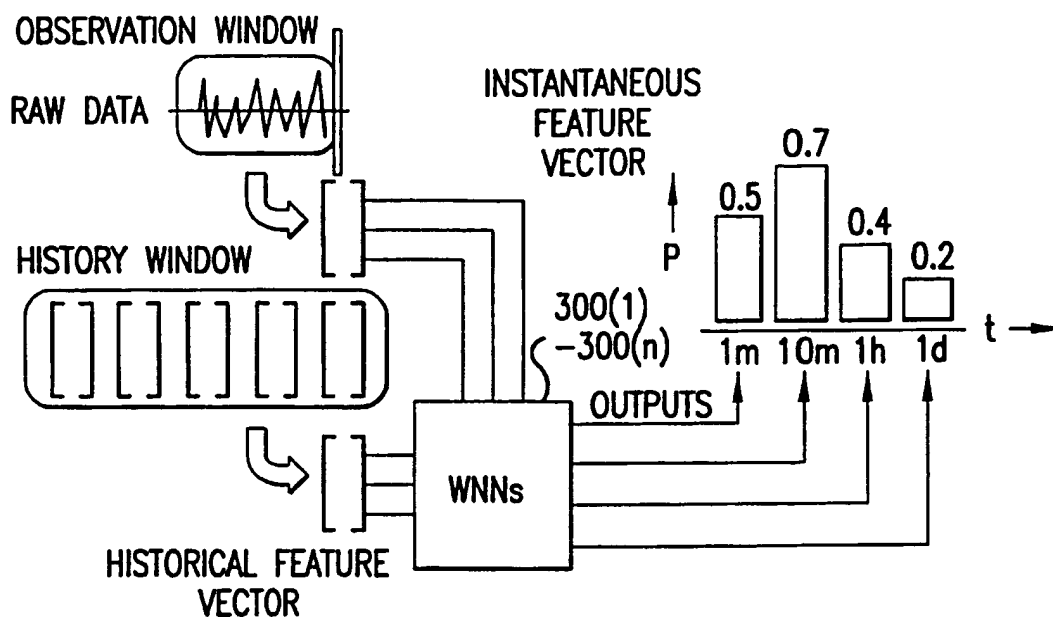 OBSERVATION WINDOW
RAW DATA
INSTANTANEOUS
FEATURE
VECTOR
P
0.5
0.7
0.4
0.2
1m 10m 1h 1d
t
HISTORY WINDOW
300(1)
-300(n)
OUTPUTS
WNNs
HISTORICAL FEATURE
VECTOR